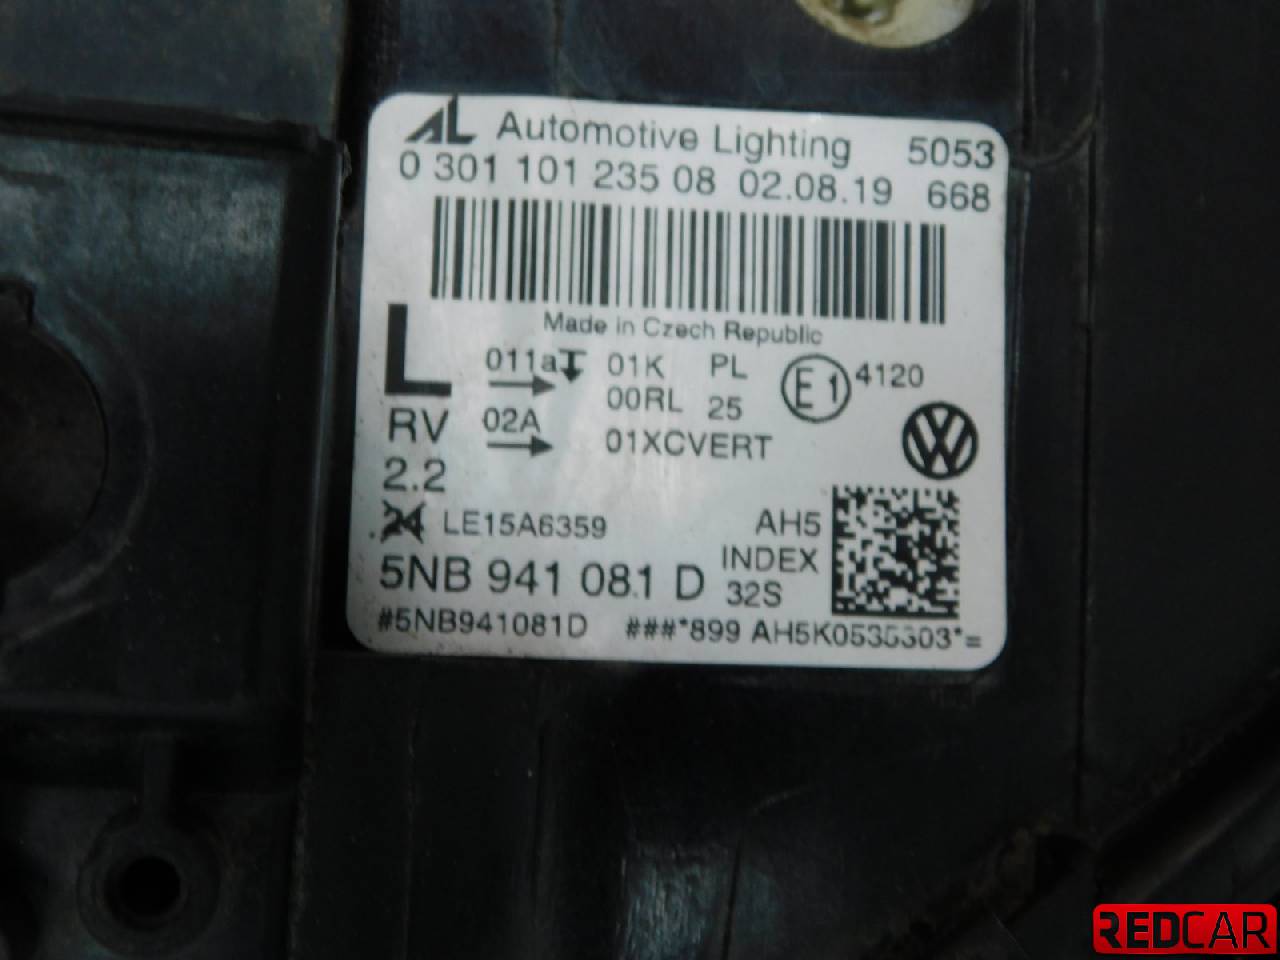 AL Automotive Lighting 5053
0 301 101 235 08 02.08.19 668
Made in Czech Republic
L 011a 01K PL E1 4120
00RL 25
RV 02A 01XCVERT
2.2
LE15A6359 AH5
5NB 941 081 D INDEX
32S
#5NB941081D ###*899 AH5K0535303*=
REDCAR